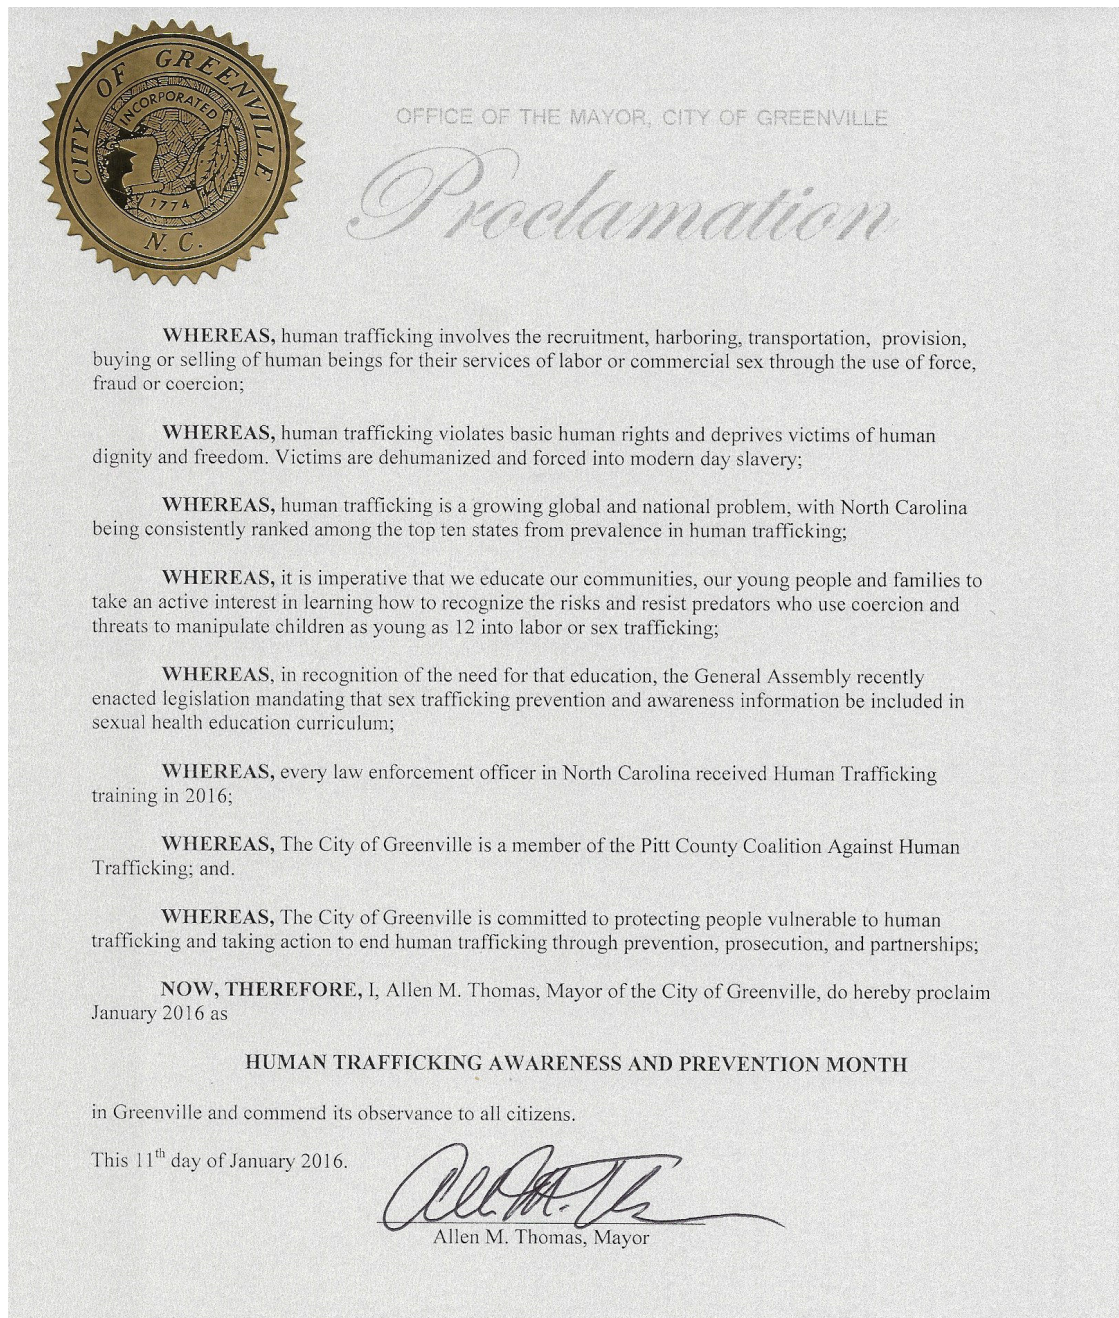 CITY OF GREENVILLE
INCORPORATED
1774
N. C.
OFFICE OF THE MAYOR, CITY OF GREENVILLE
Proclamation
WHEREAS, human trafficking involves the recruitment, harboring, transportation, provision,
buying or selling of human beings for their services of labor or commercial sex through the use of force,
fraud or coercion;
WHEREAS, human trafficking violates basic human rights and deprives victims of human
dignity and freedom. Victims are dehumanized and forced into modern day slavery;
WHEREAS, human trafficking is a growing global and national problem, with North Carolina
being consistently ranked among the top ten states from prevalence in human trafficking;
WHEREAS, it is imperative that we educate our communities, our young people and families to
take an active interest in learning how to recognize the risks and resist predators who use coercion and
threats to manipulate children as young as 12 into labor or sex trafficking;
WHEREAS, in recognition of the need for that education, the General Assembly recently
enacted legislation mandating that sex trafficking prevention and awareness information be included in
sexual health education curriculum;
WHEREAS, every law enforcement officer in North Carolina received Human Trafficking
training in 2016;
WHEREAS, The City of Greenville is a member of the Pitt County Coalition Against Human
Trafficking; and.
WHEREAS, The City of Greenville is committed to protecting people vulnerable to human
trafficking and taking action to end human trafficking through prevention, prosecution, and partnerships;
NOW, THEREFORE, I, Allen M. Thomas, Mayor of the City of Greenville, do hereby proclaim
January 2016 as
HUMAN TRAFFICKING AWARENESS AND PREVENTION MONTH
in Greenville and commend its observance to all citizens.
This 11th day of January 2016.
Allen M. Thomas, Mayor